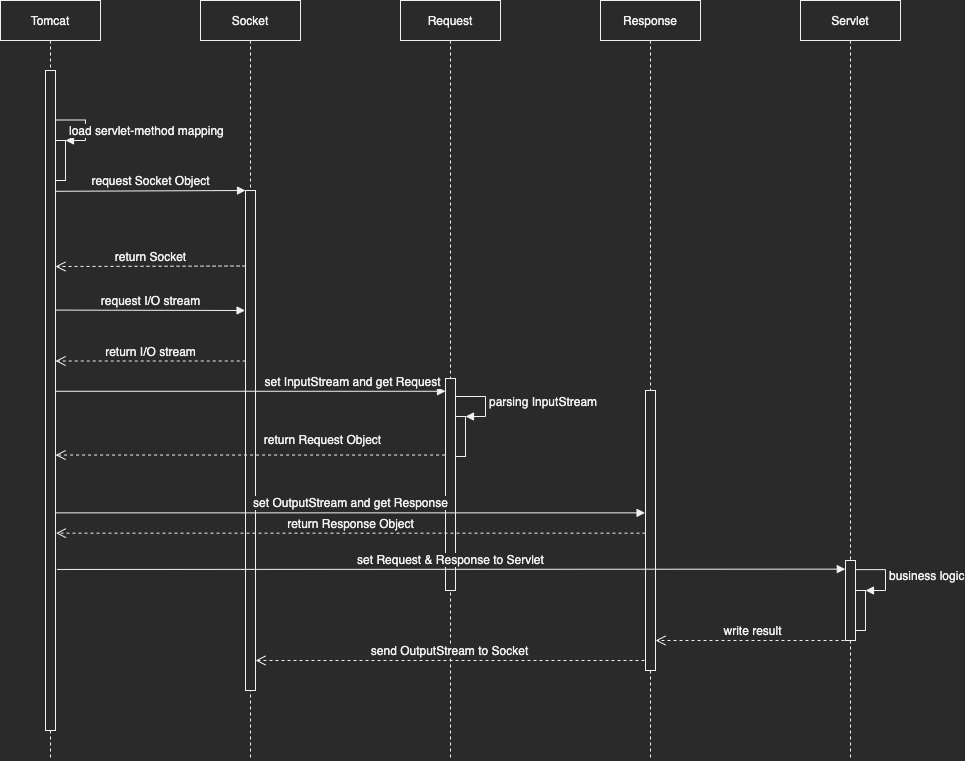 Tomcat
Socket
Request
Response
Servlet
load servlet-method mapping
request Socket Object
return Socket
request I/O stream
return I/O stream
set InputStream and get Request
parsing InputStream
return Request Object
set OutputStream and get Response
return Response Object
set Request & Response to Servlet
business logic
write result
send OutputStream to Socket